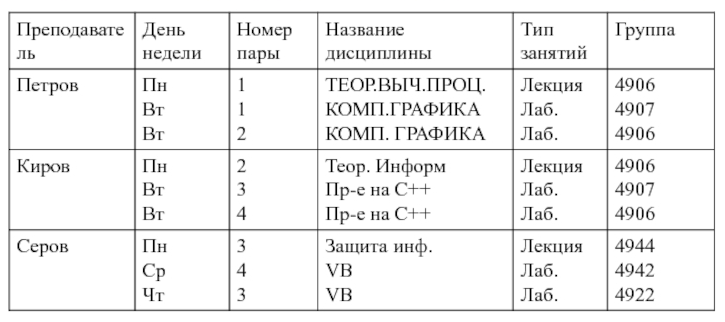 Преподавате День Номер Название Тип Группа
ль недели пары дисциплины занятий
Петров Пн 1 ТЕОР.ВЫЧ.ПРОЦ. Лекция 4906
Вт 1 КОМП.ГРАФИКА Лаб. 4907
Вт 2 КОМП. ГРАФИКА Лаб. 4906
Киров Пн 2 Теор. Информ Лекция 4906
Вт 3 Пр-е на С++ Лаб. 4907
Вт 4 Пр-е на С++ Лаб. 4906
Серов Пн 3 Защита инф. Лекция 4944
Ср 4 VB Лаб. 4942
Чт 3 VB Лаб. 4922